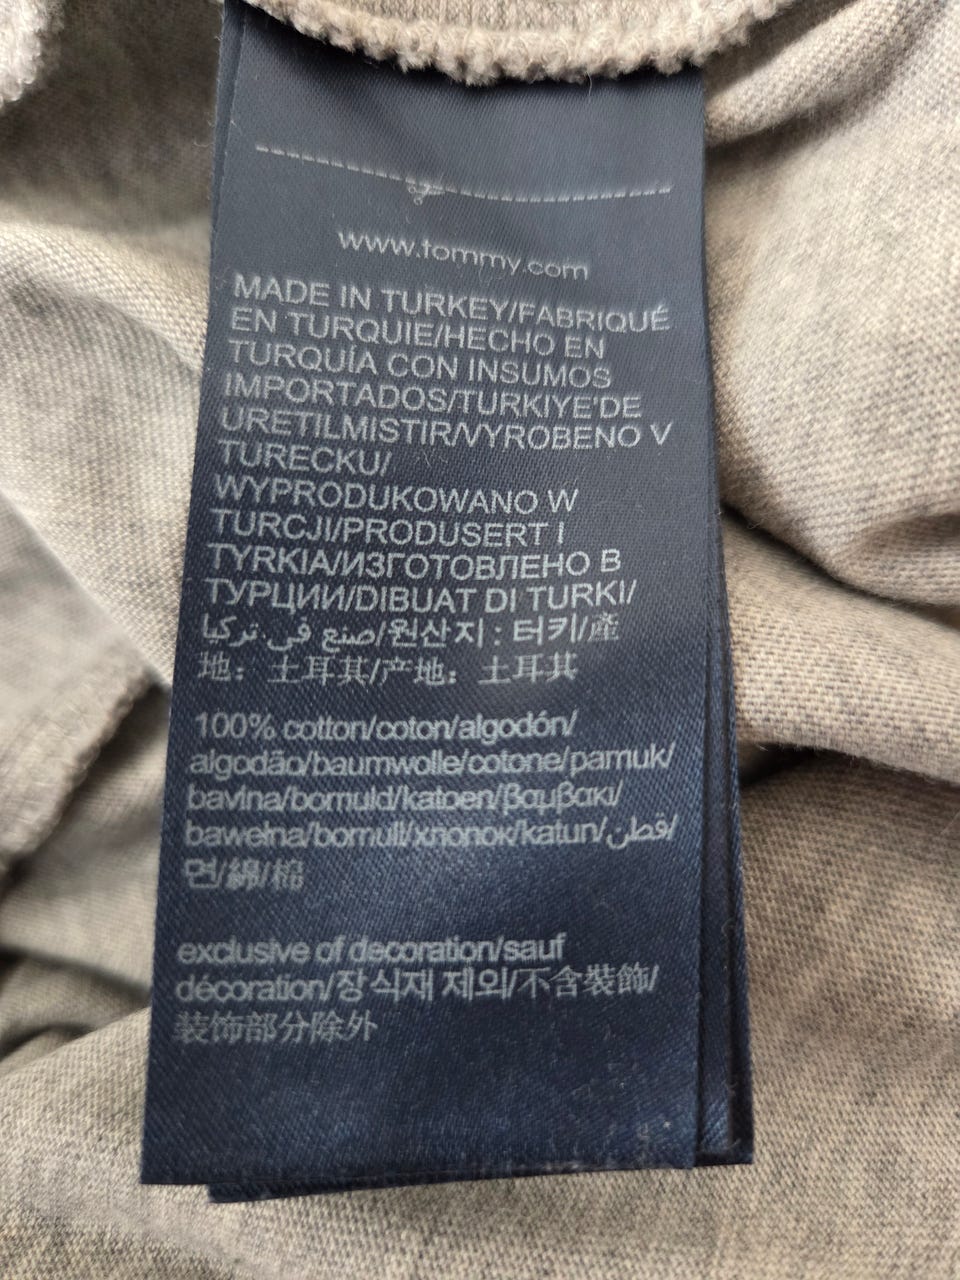 www.tommy.com
MADE IN TURKEY/FABRIQUÉ
EN TURQUIE/HECHO EN
TURQUÍA CON INSUMOS
IMPORTADOS/TURKIYE'DE
URETILMISTIR/VYROBENO V
TURECKU/
WYPRODUKOWANO W
TURCJI/PRODUSERT I
TYRKIA/ИЗГОТОВЛЕНО В
ТУРЦИИ/DIBUAT DI TURKI/
صنع في تركيا/원산지 : 터키/產
地：土耳其/产地：土耳其
100% cotton/coton/algodón/
algodão/baumwolle/cotone/pamuk/
bavlna/bomuld/katoen/βαμβακι/
bawełna/bomull/хлопок/katun/قطن/
면/綿/棉
exclusive of decoration/sauf
décoration/장식재 제외/不含裝飾/
装饰部分除外